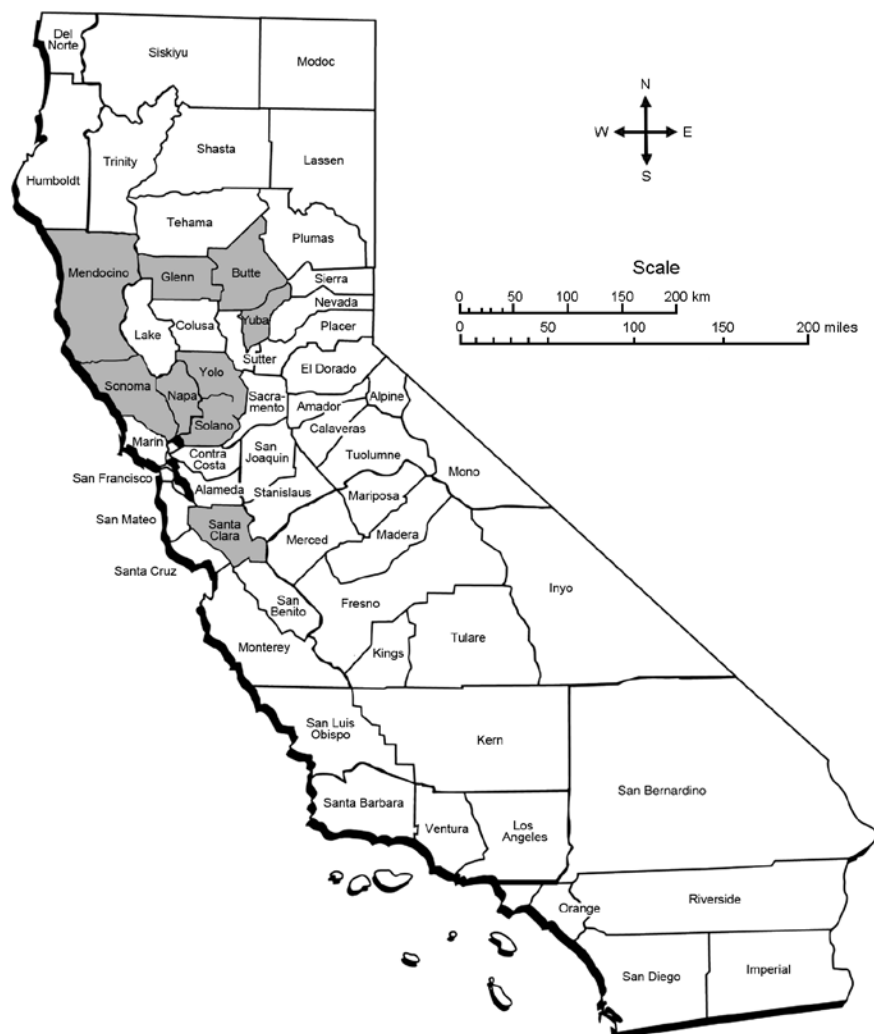 Del
Norte
Siskiyu
Modoc
N
W
E
S
Humboldt
Trinity
Shasta
Lassen
Tehama
Plumas
Mendocino
Glenn
Butte
Sierra
Scale
Nevada
0 50 100 150 200 km
Lake
Colusa
Yuba
Placer
0 50 100 150 200 miles
Sutter
El Dorado
Sonoma
Napa
Yolo
Sacra-
mento
Amador
Alpine
Solano
Calaveras
Marin
Contra
Costa
San
Joaquin
Tuolumne
Mono
San Francisco
Alameda
Stanislaus
Mariposa
San Mateo
Santa
Clara
Merced
Madera
Santa Cruz
San
Benito
Fresno
Inyo
Monterey
Kings
Tulare
San Luis
Obispo
Kern
San Bernardino
Santa Barbara
Ventura
Los
Angeles
Orange
Riverside
San Diego
Imperial